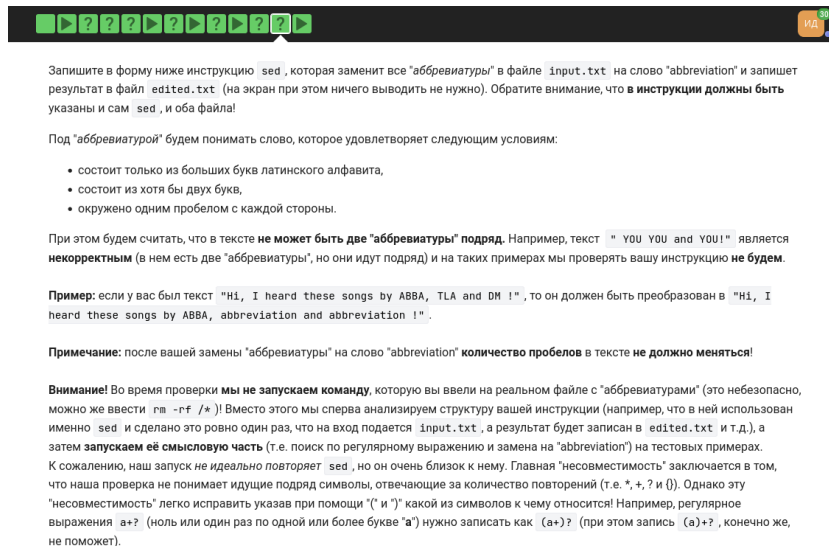 ИД
30
Запишите в форму ниже инструкцию sed, которая заменит все "аббревиатуры" в файле input.txt на слово "abbreviation" и запишет
результат в файл edited.txt (на экран при этом ничего выводить не нужно). Обратите внимание, что в инструкции должны быть
указаны и сам sed, и оба файла!
Под "аббревиатурой" будем понимать слово, которое удовлетворяет следующим условиям:
• состоит только из больших букв латинского алфавита,
• состоит из хотя бы двух букв,
• окружено одним пробелом с каждой стороны.
При этом будем считать, что в тексте не может быть две "аббревиатуры" подряд. Например, текст " YOU YOU and YOU!" является
некорректным (в нем есть две "аббревиатуры", но они идут подряд) и на таких примерах мы проверять вашу инструкцию не будем.
Пример: если у вас был текст "Hi, I heard these songs by ABBA, TLA and DM !", то он должен быть преобразован в "Hi, I
heard these songs by ABBA, abbreviation and abbreviation !".
Примечание: после вашей замены "аббревиатуры" на слово "abbreviation" количество пробелов в тексте не должно меняться!
Внимание! Во время проверки мы не запускаем команду, которую вы ввели на реальном файле с "аббревиатурами" (это небезопасно,
можно же ввести rm -rf /*)! Вместо этого мы сперва анализируем структуру вашей инструкции (например, что в ней использован
именно sed и сделано это ровно один раз, что на вход подается input.txt, а результат будет записан в edited.txt и т.д.), а
затем запускаем её смысловую часть (т.е. поиск по регулярному выражению и замена на "abbreviation") на тестовых примерах.
К сожалению, наш запуск не идеально повторяет sed, но он очень близок к нему. Главная "несовместимость" заключается в том,
что наша проверка не понимает идущие подряд символы, отвечающие за количество повторений (т.е. *, +, ? и {}). Однако эту
"несовместимость" легко исправить указав при помощи "(" и ")" какой из символов к чему относится! Например, регулярное
выражения a+? (ноль или один раз по одной или более букве "a") нужно записать как (a+)? (при этом запись (a)+?, конечно же,
не поможет).